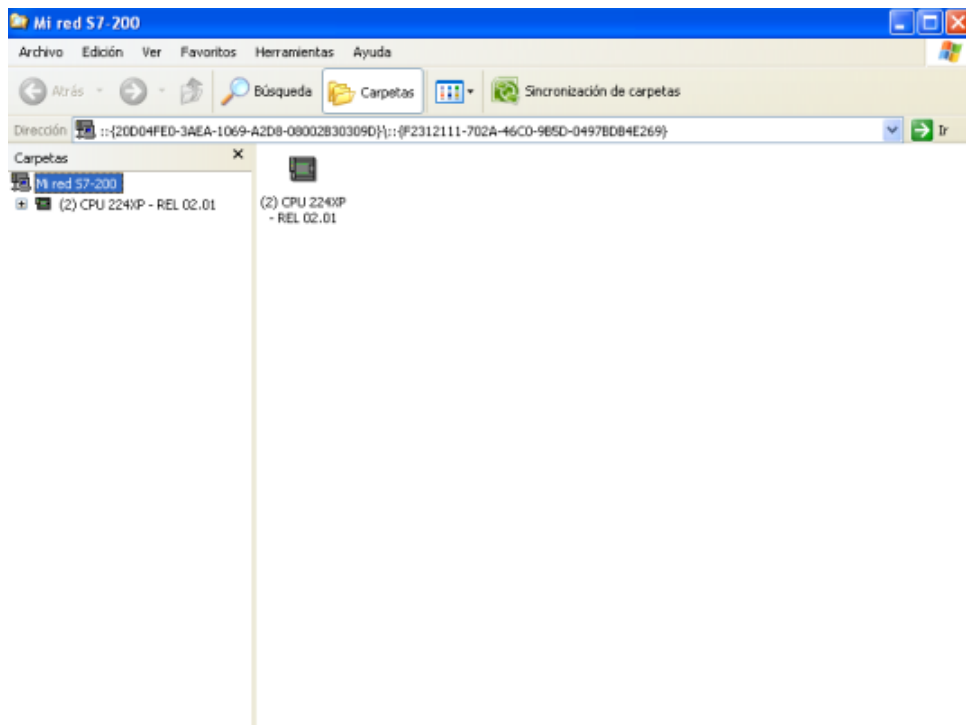 Mi red S7-200
Archivo Edición Ver Favoritos Herramientas Ayuda
Atrás Búsqueda Carpetas Sincronización de carpetas
Dirección ::{20D04FE0-3AEA-1069-A2D8-08002B30309D}\::{F2312111-702A-46C0-9B5D-0497BDB4E269} Ir
Carpetas
Mi red S7-200
(2) CPU 224XP - REL 02.01
(2) CPU 224XP
- REL 02.01